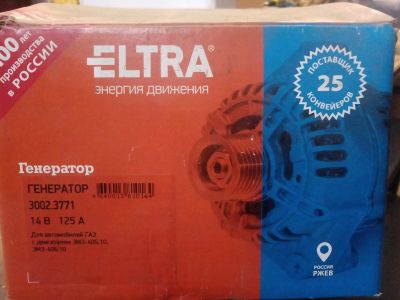 100 лет
производства
в РОССИИ
ELTRA®
энергия движения
ПОСТАВЩИК
25
КОНВЕЙЕРОВ
Генератор
ГЕНЕРАТОР
3002.3771
14 В 125 А
Для автомобилей ГАЗ
с двигателем ЗМЗ-405.10,
ЗМЗ-406.10
РОССИЯ
РЖЕВ